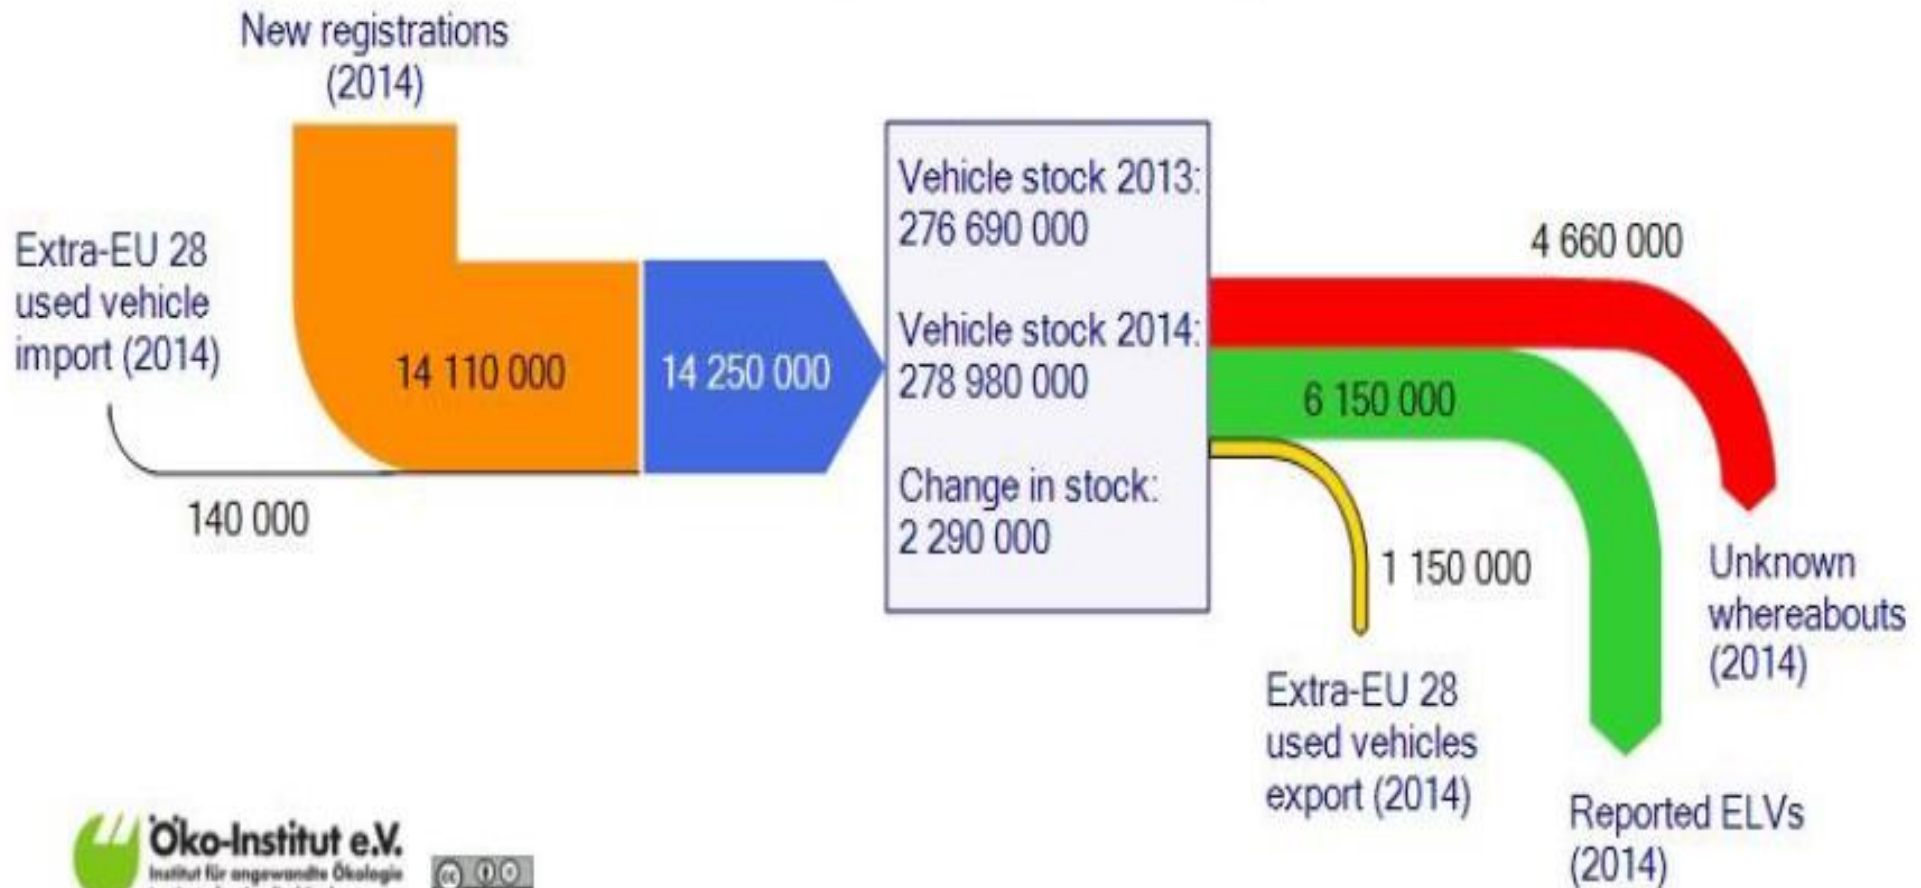 New registrations
(2014)
Extra-EU 28
used vehicle
import (2014)
14 110 000
14 250 000
140 000
Vehicle stock 2013:
276 690 000
Vehicle stock 2014:
278 980 000
Change in stock:
2 290 000
4 660 000
6 150 000
1 150 000
Unknown
whereabouts
(2014)
Extra-EU 28
used vehicles
export (2014)
Reported ELVs
(2014)
Öko-Institut e.V.
Institut für angewandte Ökologie
cc